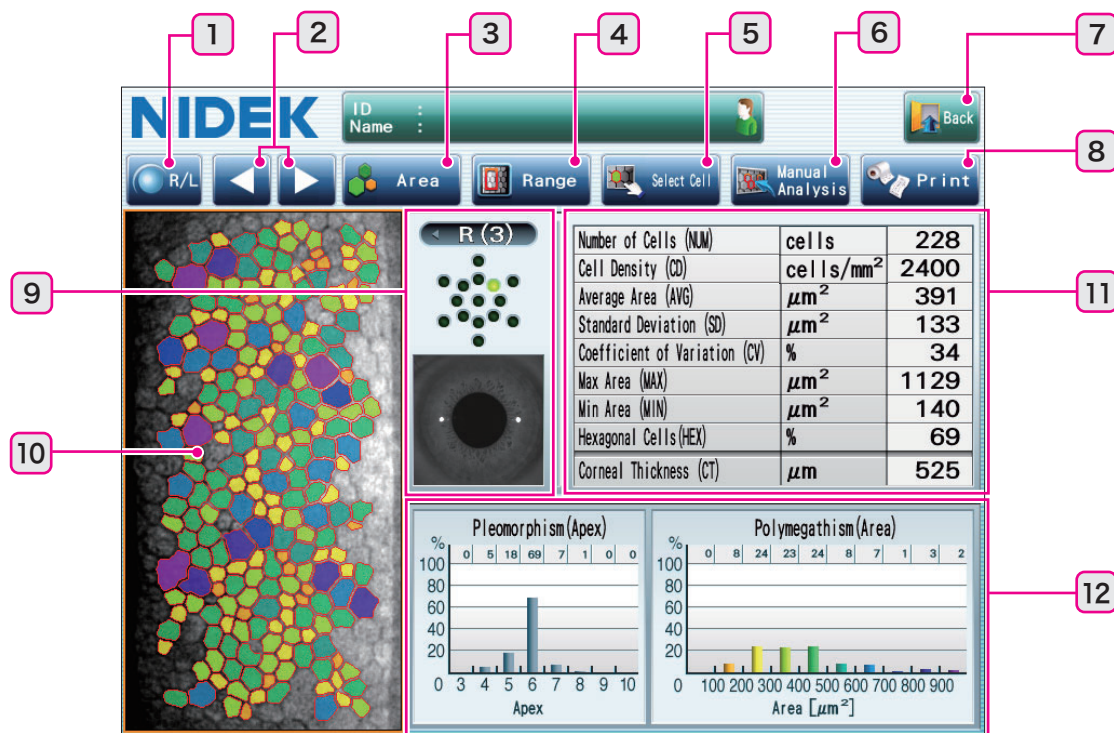 1 2 3 4 5 6 7
NIDEK
ID :
Name :
Back
8
R/L
Area
Range
Select Cell
Manual
Analysis
Print
9
R(3)
10
11
Number of Cells (NUM) cells 228
Cell Density (CD) cells/mm² 2400
Average Area (AVG) μm² 391
Standard Deviation (SD) μm² 133
Coefficient of Variation (CV) % 34
Max Area (MAX) μm² 1129
Min Area (MIN) μm² 140
Hexagonal Cells(HEX) % 69
Corneal Thickness (CT) μm 525
12
Pleomorphism(Apex)
%
0 5 18 69 7 1 0 0
100
80
60
40
20
0 3 4 5 6 7 8 9 10
Apex
Polymegathism(Area)
%
0 8 24 23 24 8 7 1 3 2
100
80
60
40
20
0 100 200 300 400 500 600 700 800 900
Area [μm²]